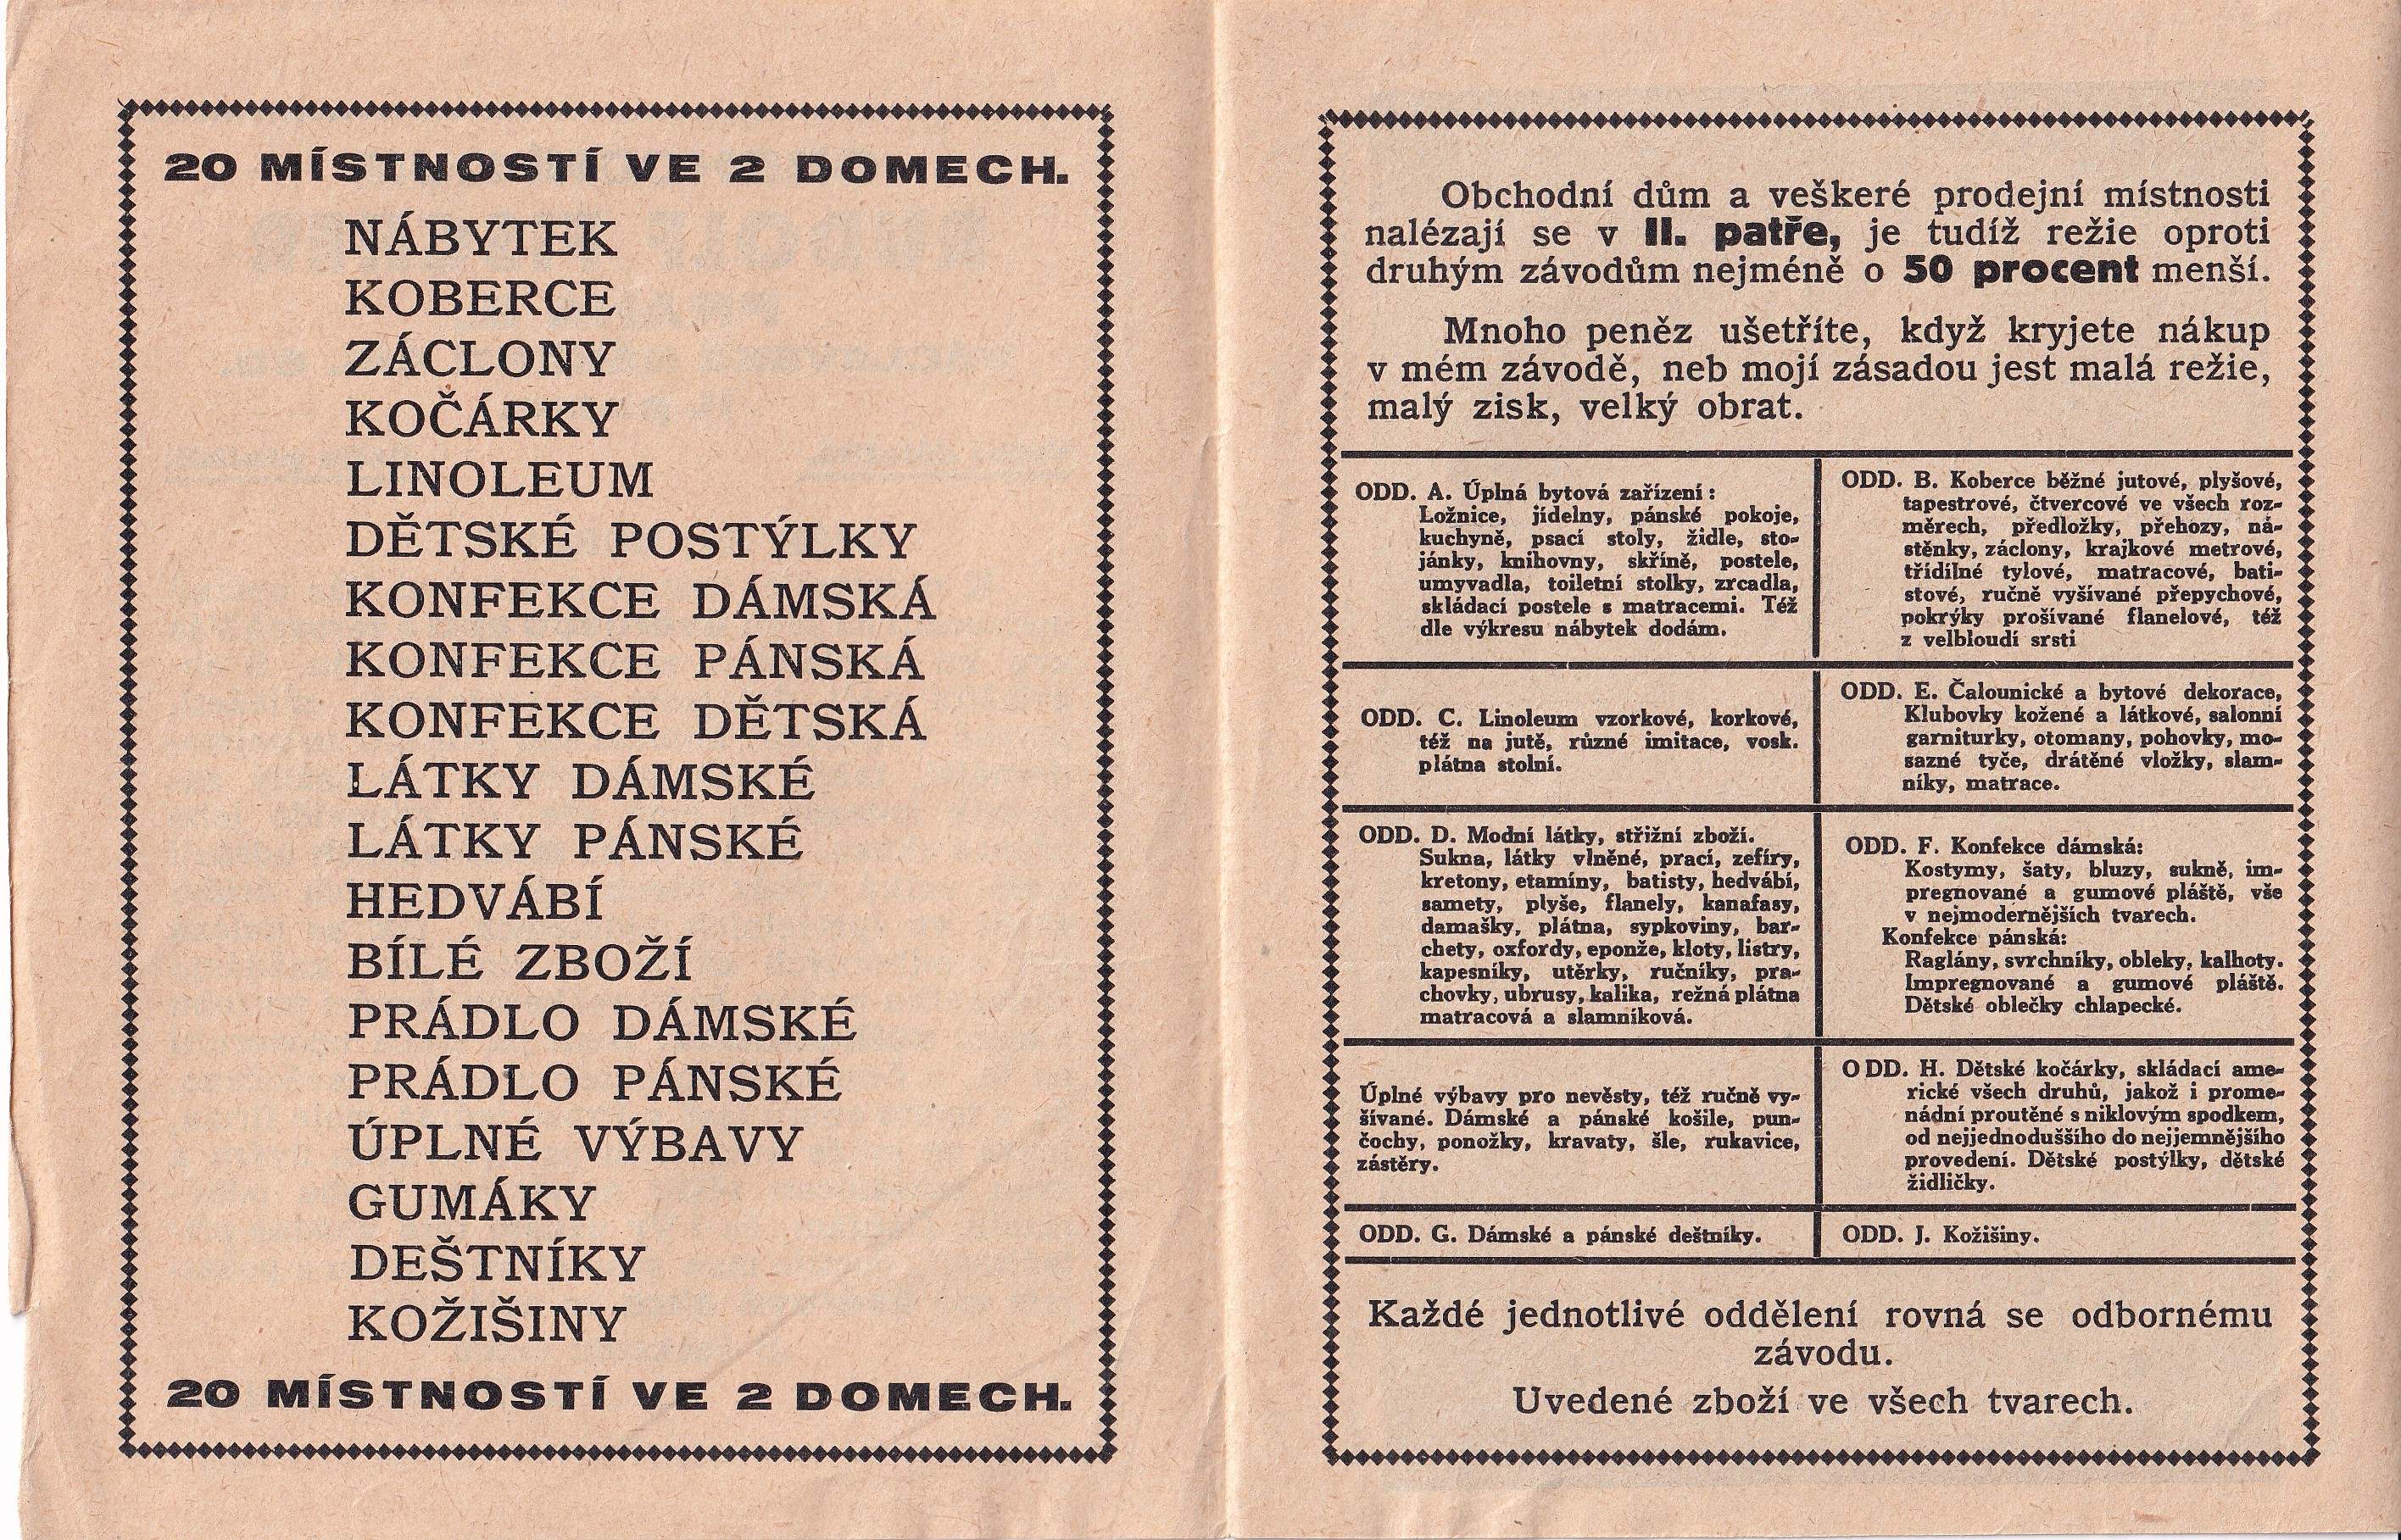 20 MÍSTNOSTÍ VE 2 DOMECH.
NÁBYTEK
KOBERCE
ZÁCLONY
KOČÁRKY
LINOLEUM
DĚTSKÉ POSTÝLKY
KONFEKCE DÁMSKÁ
KONFEKCE PÁNSKÁ
KONFEKCE DĚTSKÁ
LÁTKY DÁMSKÉ
LÁTKY PÁNSKÉ
HEDVÁBÍ
BÍLÉ ZBOŽÍ
PRÁDLO DÁMSKÉ
PRÁDLO PÁNSKÉ
ÚPLNÉ VÝBAVY
GUMÁKY
DEŠTNÍKY
KOŽIŠINY
20 MÍSTNOSTÍ VE 2 DOMECH.
Obchodní dům a veškeré prodejní místnosti
nalézají se v II. patře, je tudíž režie oproti
druhým závodům nejméně o 50 procent menší.
Mnoho peněz ušetříte, když kryjete nákup
v mém závodě, neb mojí zásadou jest malá režie,
malý zisk, velký obrat.
ODD. A. Úplná bytová zařízení:
Ložnice, jídelny, pánské pokoje,
kuchyně, psací stoly, židle, sto-
jánky, knihovny, skříně, postele,
umyvadla, toiletní stolky, zrcadla,
skládací postele s matracemi. Též
dle výkresu nábytek dodám.
ODD. B. Koberce běžné jutové, plyšové,
tapestrové, čtvercové ve všech roz-
měrech, předložky, přehozy, ná-
stěnky, záclony, krajkové metrové,
třídílné tylové, matracové, bati-
stové, ručně vyšívané přepychové,
pokrýky prošívané flanelové, též
z velbloudí srsti
ODD. C. Linoleum vzorkové, korkové,
též na jutě, různé imitace, vosk.
plátna stolní.
ODD. E. Čalounické a bytové dekorace,
Klubovky kožené a látkové, salonní
garniturky, otomany, pohovky, mo-
sazné tyče, drátěné vložky, slam-
níky, matrace.
ODD. D. Modní látky, střižní zboží.
Sukna, látky vlněné, prací, zefíry,
kretony, etamíny, batisty, hedvábí,
samety, plyše, flanely, kanafasy,
damašky, plátna, sypkoviny, bar-
chety, oxfordy, eponže, kloty, listry,
kapesníky, utěrky, ručníky, pra-
chovky, ubrusy, kalika, režná plátna
matracová a slamníková.
ODD. F. Konfekce dámská:
Kostymy, šaty, bluzy, sukně, im-
pregnované a gumové pláště, vše
v nejmodernějších tvarech.
Konfekce pánská:
Raglány, svrchníky, obleky, kalhoty.
Impregnované a gumové pláště.
Dětské oblečky chlapecké.
Úplné výbavy pro nevěsty, též ručně vy-
šívané. Dámské a pánské košile, pun-
čochy, ponožky, kravaty, šle, rukavice,
zástěry.
ODD. H. Dětské kočárky, skládací ame-
rické všech druhů, jakož i prome-
nádní proutěné s niklovým spodkem,
od nejjednoduššího do nejjemnějšího
provedení. Dětské postýlky, dětské
židličky.
ODD. G. Dámské a pánské deštníky.
ODD. J. Kožišiny.
Každé jednotlivé oddělení rovná se odbornému
závodu.
Uvedené zboží ve všech tvarech.